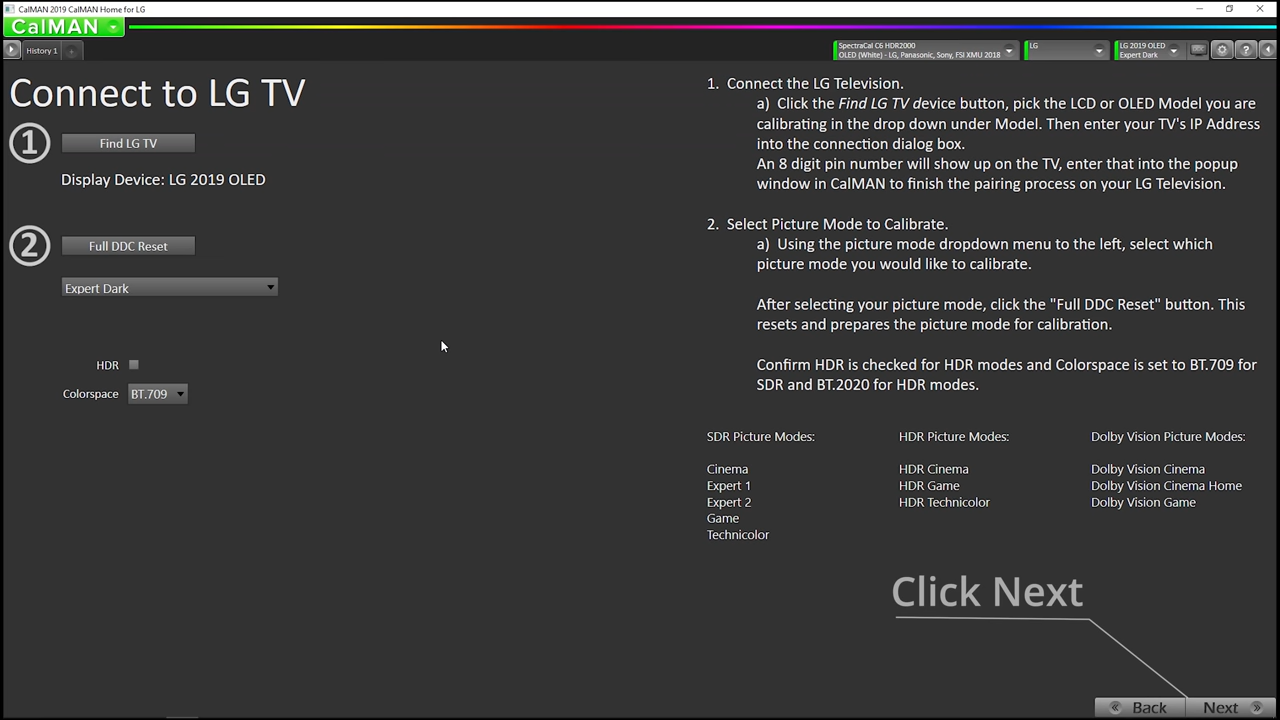 CalMAN 2019 CalMAN Home for LG
CalMAN
History 1
SpectraCal C6 HDR2000
OLED (White) - LG, Panasonic, Sony, FSI XMU 2018
LG
LG 2019 OLED
Expert Dark
Connect to LG TV
1
Find LG TV
Display Device: LG 2019 OLED
2
Full DDC Reset
Expert Dark
HDR
Colorspace BT.709
1. Connect the LG Television.
a) Click the Find LG TV device button, pick the LCD or OLED Model you are
calibrating in the drop down under Model. Then enter your TV's IP Address
into the connection dialog box.
An 8 digit pin number will show up on the TV, enter that into the popup
window in CalMAN to finish the pairing process on your LG Television.
2. Select Picture Mode to Calibrate.
a) Using the picture mode dropdown menu to the left, select which
picture mode you would like to calibrate.
After selecting your picture mode, click the "Full DDC Reset" button. This
resets and prepares the picture mode for calibration.
Confirm HDR is checked for HDR modes and Colorspace is set to BT.709 for
SDR and BT.2020 for HDR modes.
SDR Picture Modes:
Cinema
Expert 1
Expert 2
Game
Technicolor
HDR Picture Modes:
HDR Cinema
HDR Game
HDR Technicolor
Dolby Vision Picture Modes:
Dolby Vision Cinema
Dolby Vision Cinema Home
Dolby Vision Game
Click Next
Back
Next